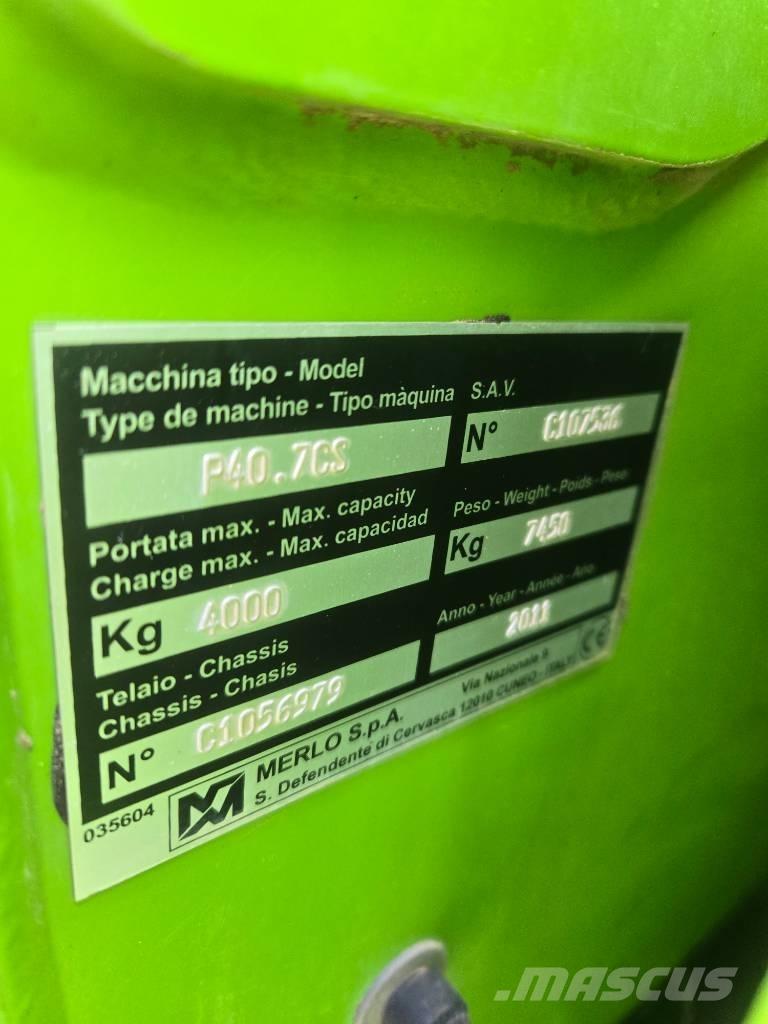 Macchina tipo - Model
Type de machine - Tipo màquina
P40.7CS
S.A.V.
N° C107536
Portata max. - Max. capacity
Charge max. - Max. capacidad
Kg 4000
Peso - Weight - Poids - Peso
Kg 7450
Telaio - Chassis
Chassis - Chasis
N° C1056979
Anno - Year - Année - Ano.
2011
035604
MERLO S.p.A.
Via Nazionale 9
S. Defendente di Cervasca 12010 CUNEO - ITALY
CE
MASCUS